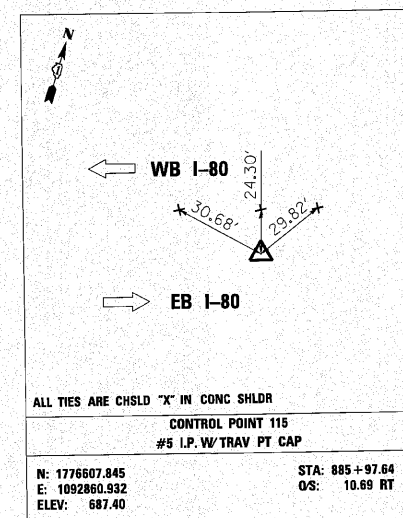 N
WB I-80
24.30'
30.68'
29.82'
EB I-80
ALL TIES ARE CHSLD "X" IN CONC SHLDR
CONTROL POINT 115
#5 I.P. W/ TRAV PT CAP
N: 1776607.845
E: 1092860.932
ELEV: 687.40
STA: 885+97.64
O/S: 10.69 RT